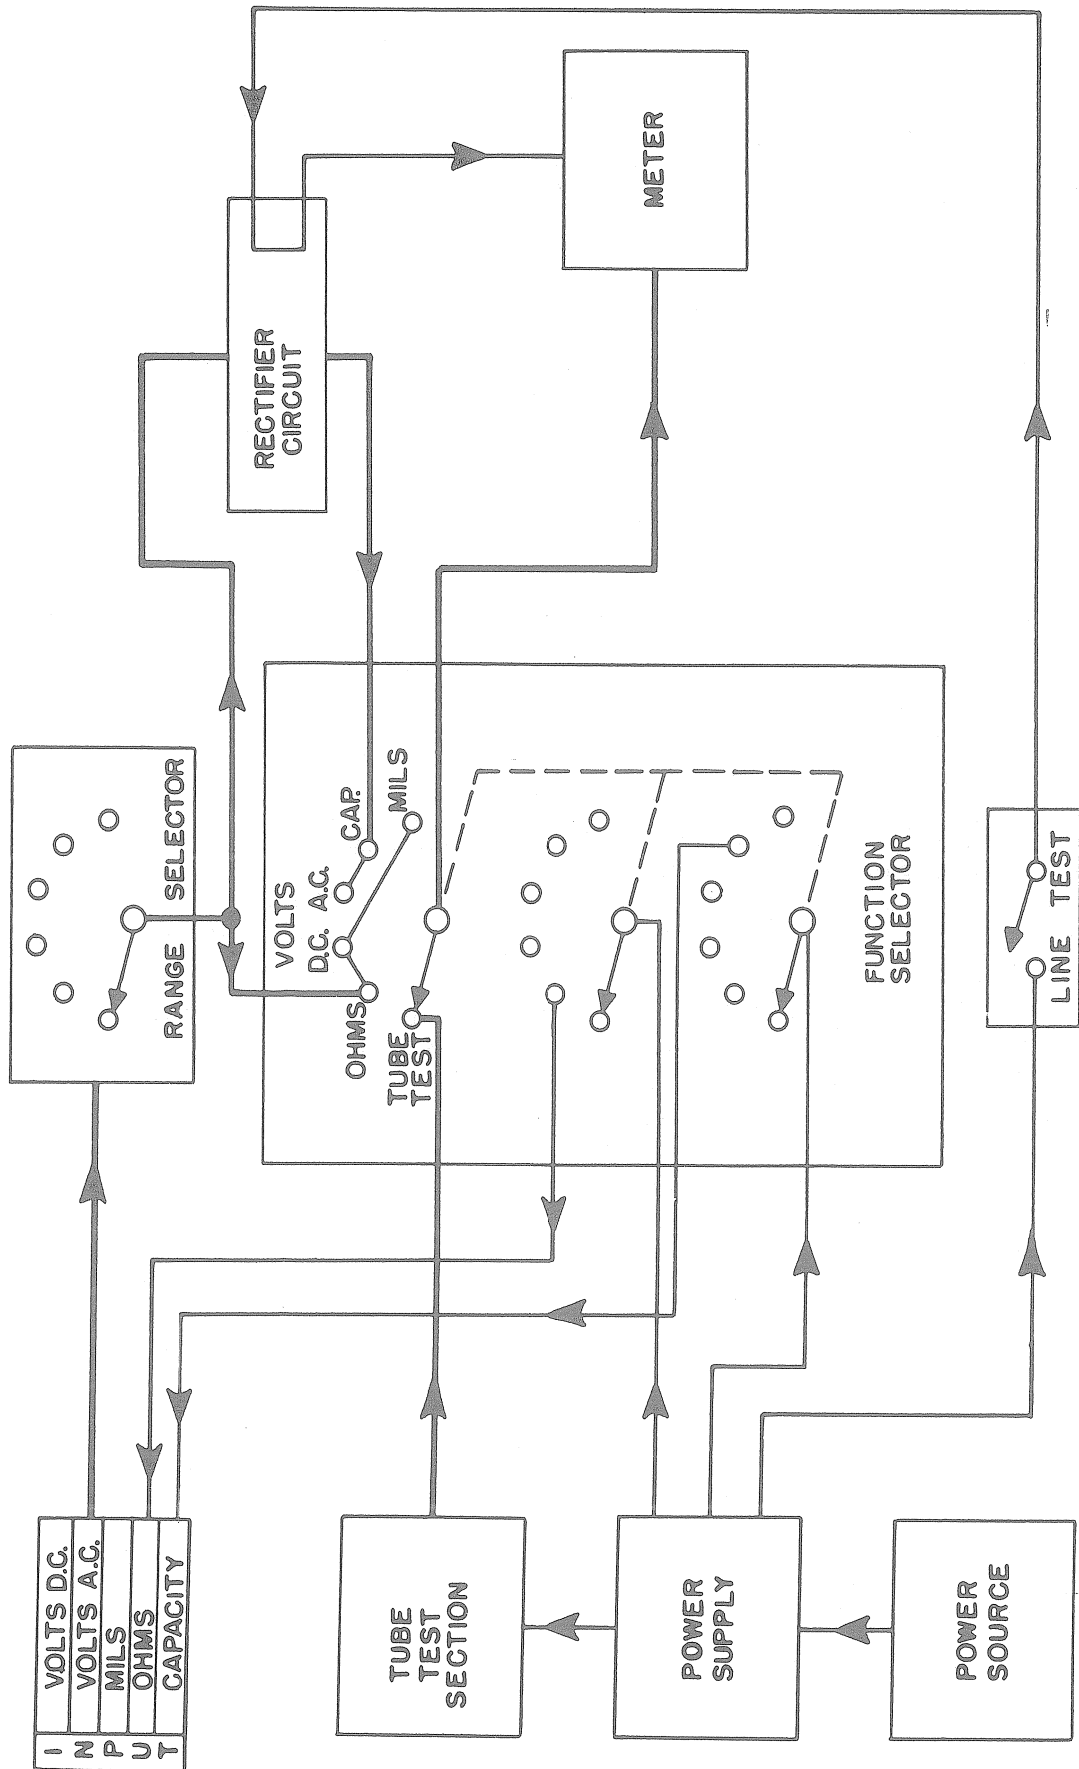 I
N
P
U
T
VOLTS D.C.
VOLTS A.C.
MILS
OHMS
CAPACITY
RANGE SELECTOR
RECTIFIER
CIRCUIT
METER
VOLTS
D.C. A.C.
OHMS
CAP.
MILS
TUBE
TEST
FUNCTION
SELECTOR
TUBE
TEST
SECTION
POWER
SUPPLY
POWER
SOURCE
LINE TEST